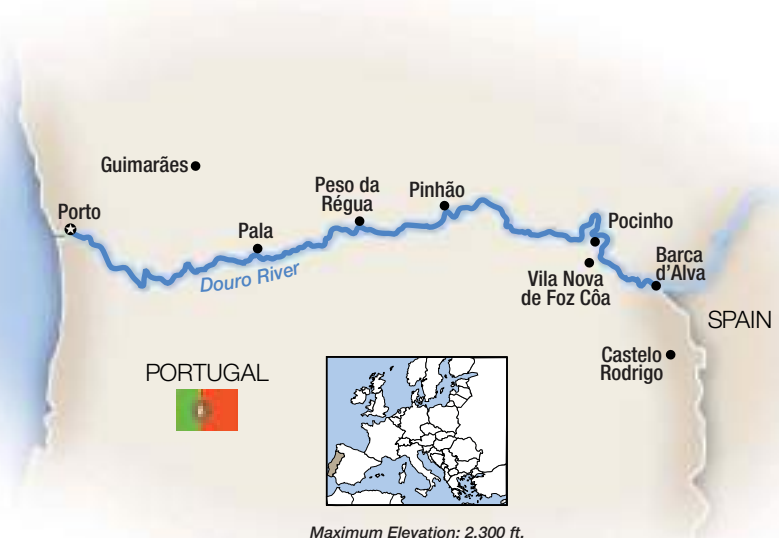 Guimarães
Porto
Pala
Peso da
Régua
Pinhão
Pocinho
Vila Nova
de Foz Côa
Barca
d'Alva
Douro River
SPAIN
Castelo
Rodrigo
PORTUGAL
Maximum Elevation: 2,300 ft.